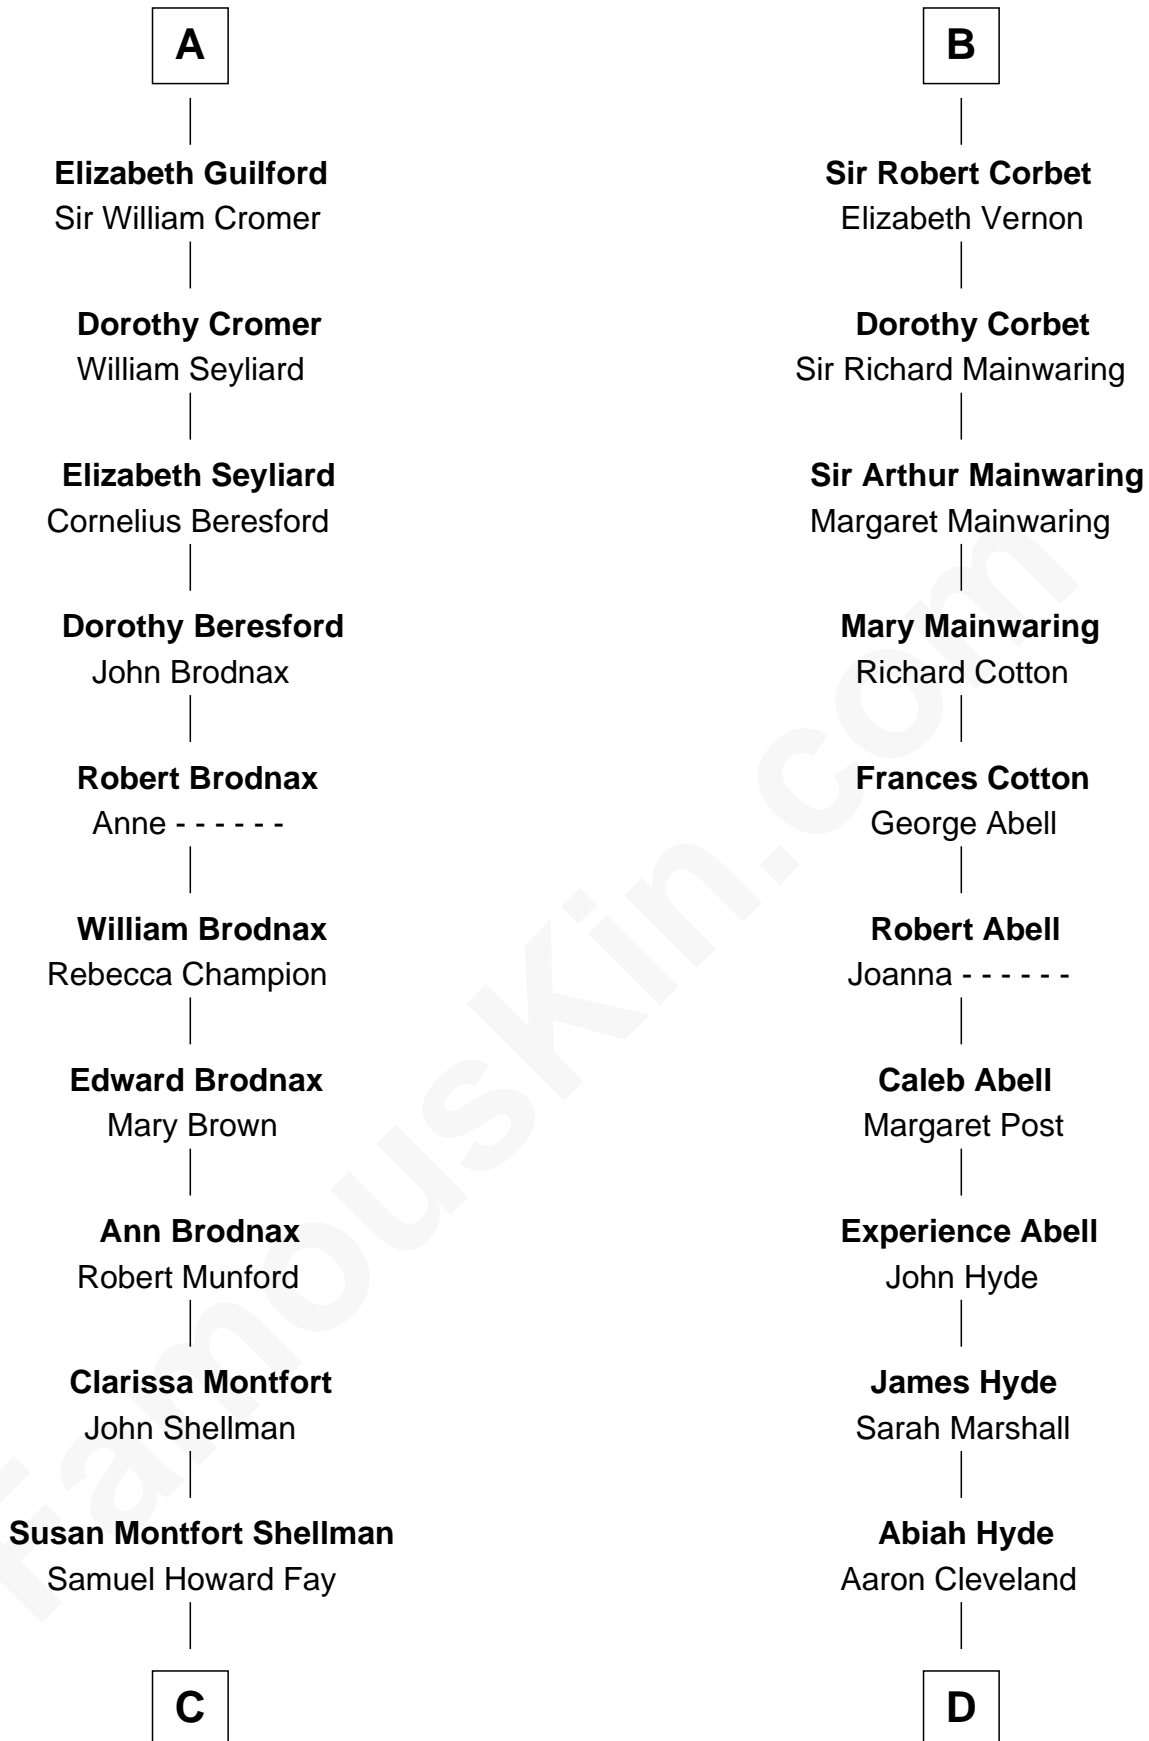 A
Elizabeth Guilford
Sir William Cromer
Dorothy Cromer
William Seyliard
Elizabeth Seyliard
Cornelius Beresford
Dorothy Beresford
John Brodnax
Robert Brodnax
Anne - - - - - -
William Brodnax
Rebecca Champion
Edward Brodnax
Mary Brown
Ann Brodnax
Robert Munford
Clarissa Montfort
John Shellman
Susan Montfort Shellman
Samuel Howard Fay
C
B
Sir Robert Corbet
Elizabeth Vernon
Dorothy Corbet
Sir Richard Mainwaring
Sir Arthur Mainwaring
Margaret Mainwaring
Mary Mainwaring
Richard Cotton
Frances Cotton
George Abell
Robert Abell
Joanna - - - - - -
Caleb Abell
Margaret Post
Experience Abell
John Hyde
James Hyde
Sarah Marshall
Abiah Hyde
Aaron Cleveland
D
FamousKin.com